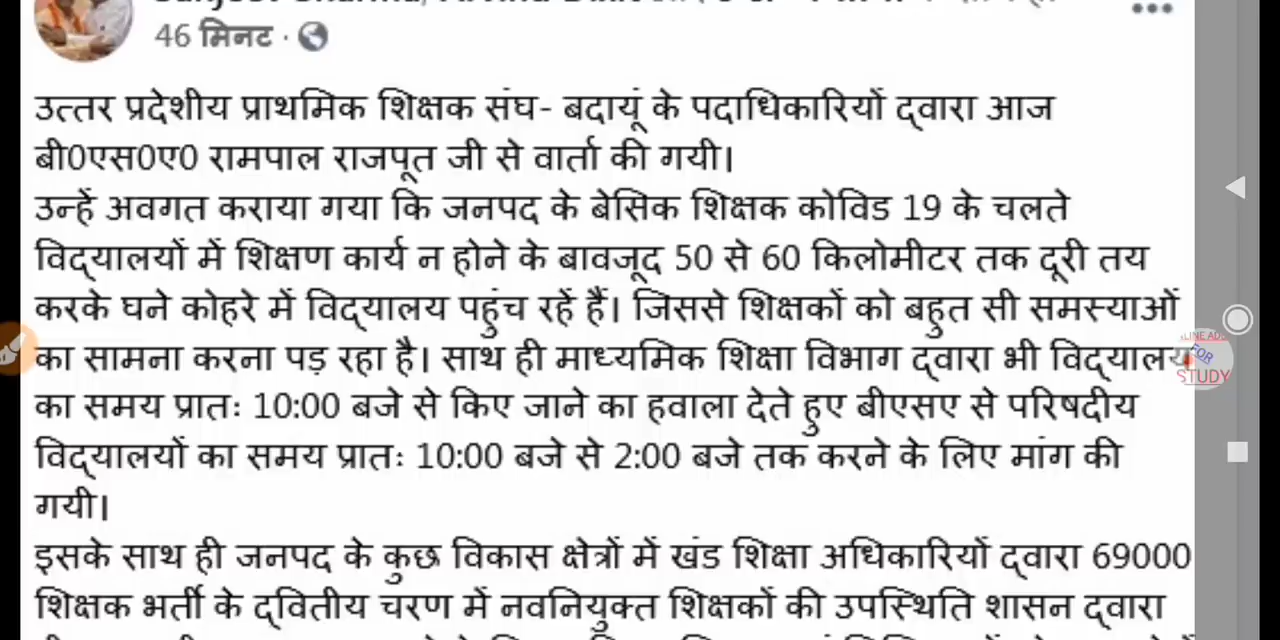 46 मिनट ·
उत्तर प्रदेशीय प्राथमिक शिक्षक संघ- बदायूं के पदाधिकारियों द्वारा आज
बी0एस0ए0 रामपाल राजपूत जी से वार्ता की गयी।
उन्हें अवगत कराया गया कि जनपद के बेसिक शिक्षक कोविड 19 के चलते
विद्यालयों में शिक्षण कार्य न होने के बावजूद 50 से 60 किलोमीटर तक दूरी तय
करके घने कोहरे में विद्यालय पहुंच रहें हैं। जिससे शिक्षकों को बहुत सी समस्याओं
का सामना करना पड़ रहा है। साथ ही माध्यमिक शिक्षा विभाग द्वारा भी विद्यालय
का समय प्रातः 10:00 बजे से किए जाने का हवाला देते हुए बीएसए से परिषदीय
विद्यालयों का समय प्रातः 10:00 बजे से 2:00 बजे तक करने के लिए मांग की
गयी।
इसके साथ ही जनपद के कुछ विकास क्षेत्रों में खंड शिक्षा अधिकारियों द्वारा 69000
शिक्षक भर्ती के द्वितीय चरण में नवनियुक्त शिक्षकों की उपस्थिति शासन द्वारा
FOR
STUDY